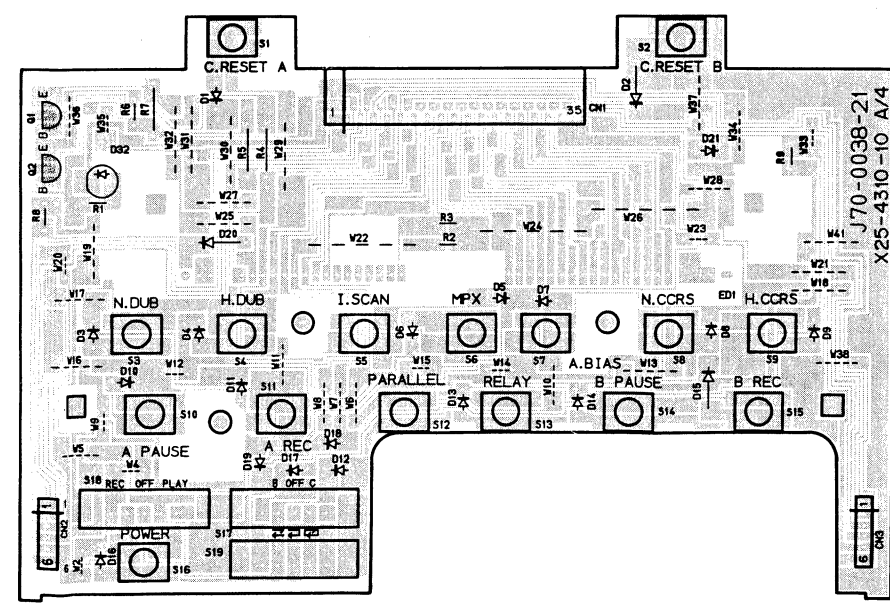 S1
S2
C.RESET A
C.RESET B
D1
D2
CN1
35
Q1
E
B
W36
W35
R6
R7
W32
W31
W30
R5
R4
W29
W37
W34
D21
W33
R9
J70-0038-21
X25-4310-10 A/4
Q2
E
B
D32
R8
R1
W27
W25
D20
W28
W26
R3
W24
R2
W22
W23
W41
W20
W19
W21
W18
W17
N.DUB
H.DUB
I.SCAN
MPX
D5
D7
N.CCRS
ED1
H.CCRS
D3
D4
D6
D8
D9
S3
S4
S5
S6
S7
S8
S9
A.BIAS
W16
W12
W11
W15
W14
W13
W38
D10
D11
S11
W8
W7
W6
PARALLEL
RELAY
W10
B PAUSE
D15
B REC
S10
W9
D13
D14
S12
S13
S14
S15
A PAUSE
A REC
D18
W5
W4
D19
D17
D12
S18
REC OFF PLAY
B OFF C
1
1
CN2
6
6
W2
POWER
D16
S16
S17
S19
1
6
CN3